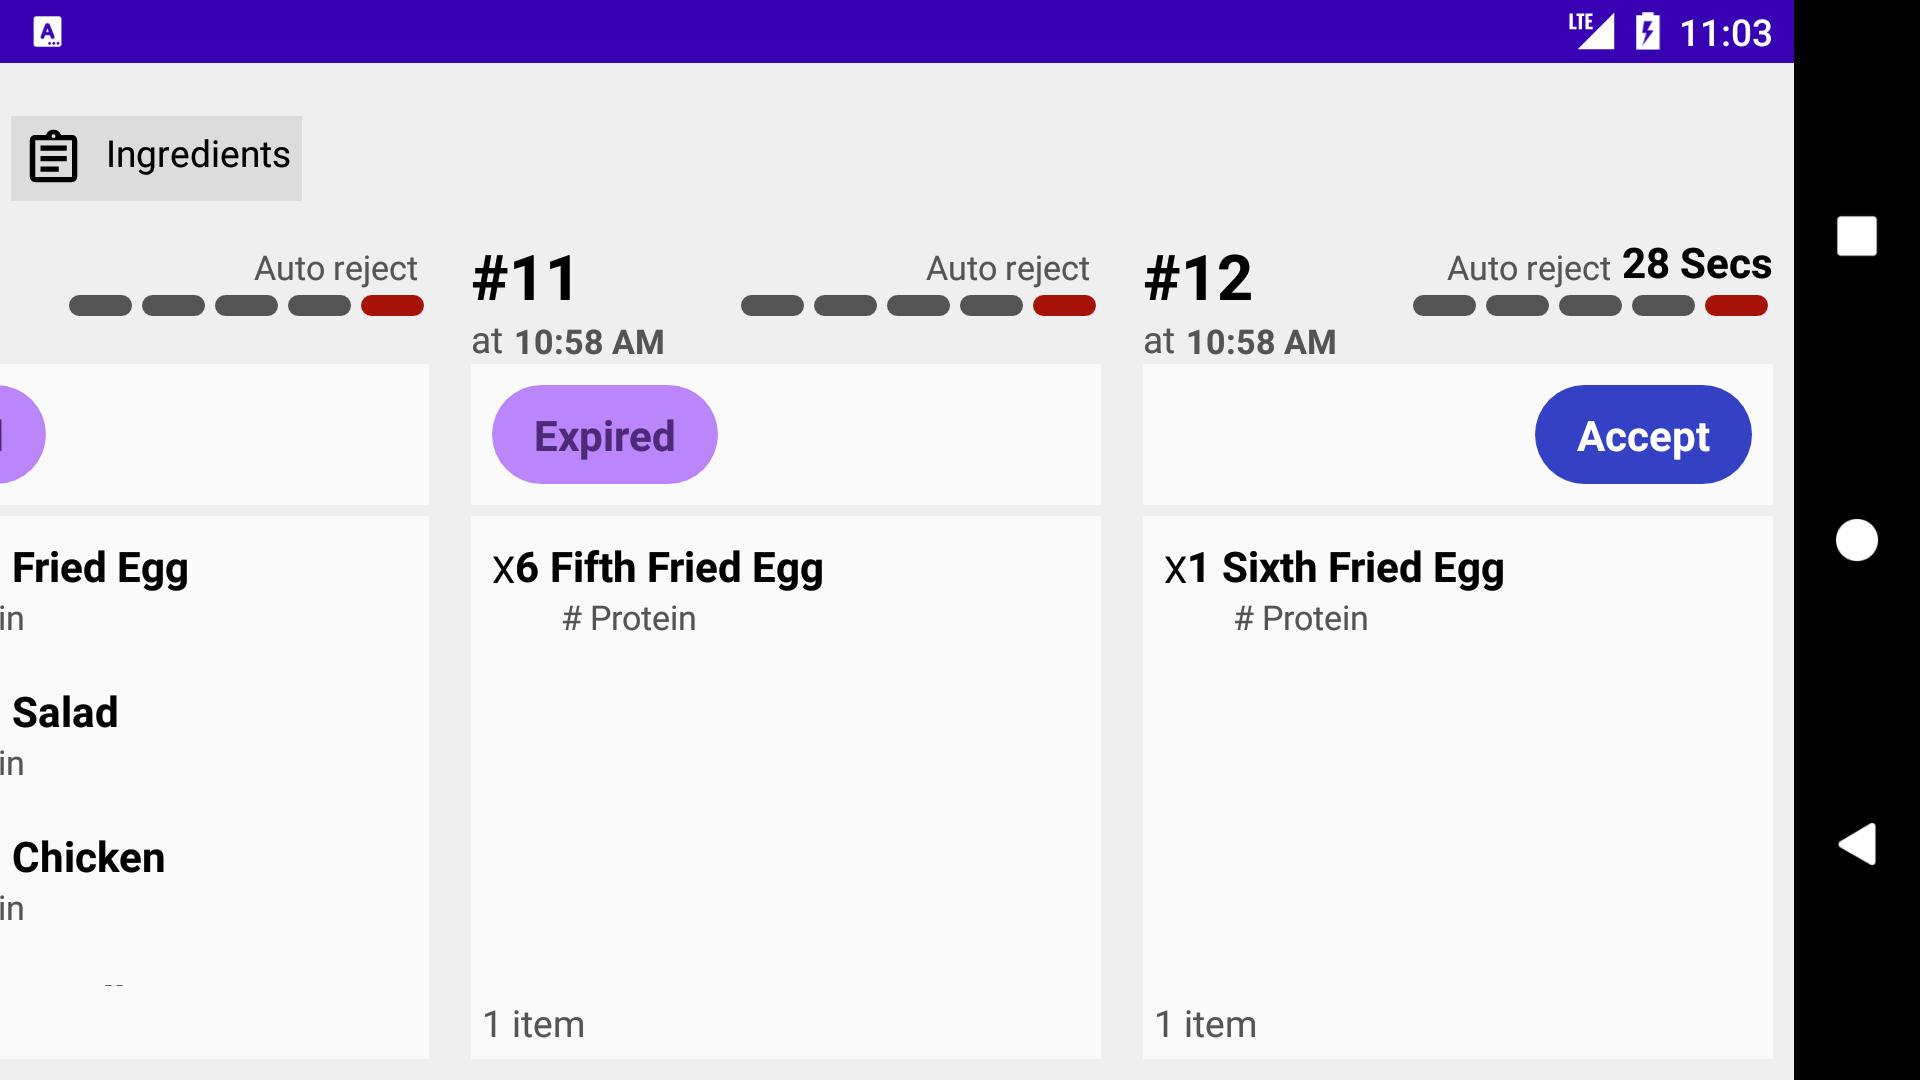 A
LTE 11:03
Ingredients
Auto reject
Fried Egg
in
Salad
in
Chicken
in
#11
Auto reject
at 10:58 AM
Expired
X6 Fifth Fried Egg
# Protein
1 item
#12
Auto reject 28 Secs
at 10:58 AM
Accept
X1 Sixth Fried Egg
# Protein
1 item